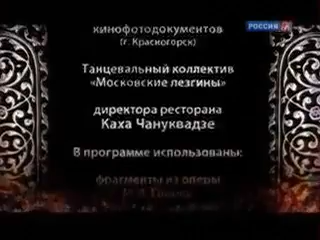 РОССИЯ К
кинофотодокументов
(г. Красногорск)
Танцевальный коллектив
«Московские лезгины»
директора ресторана
Каха Чануквадзе
В программе использованы:
фрагменты из оперы